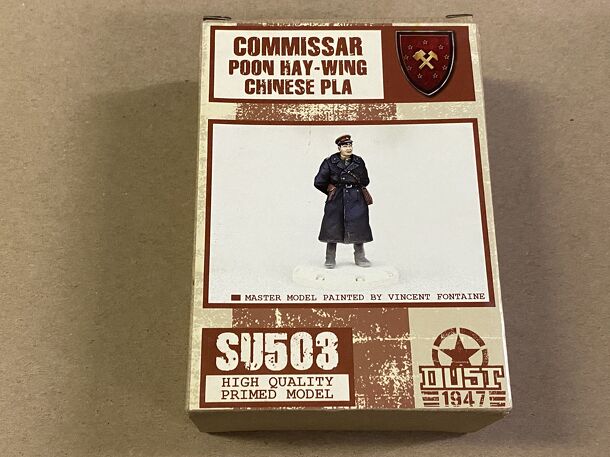 COMMISSAR
POON HAY-WING
CHINESE PLA
MASTER MODEL PAINTED BY VINCENT FONTAINE
SU503
HIGH QUALITY
PRIMED MODEL
DUST
1947